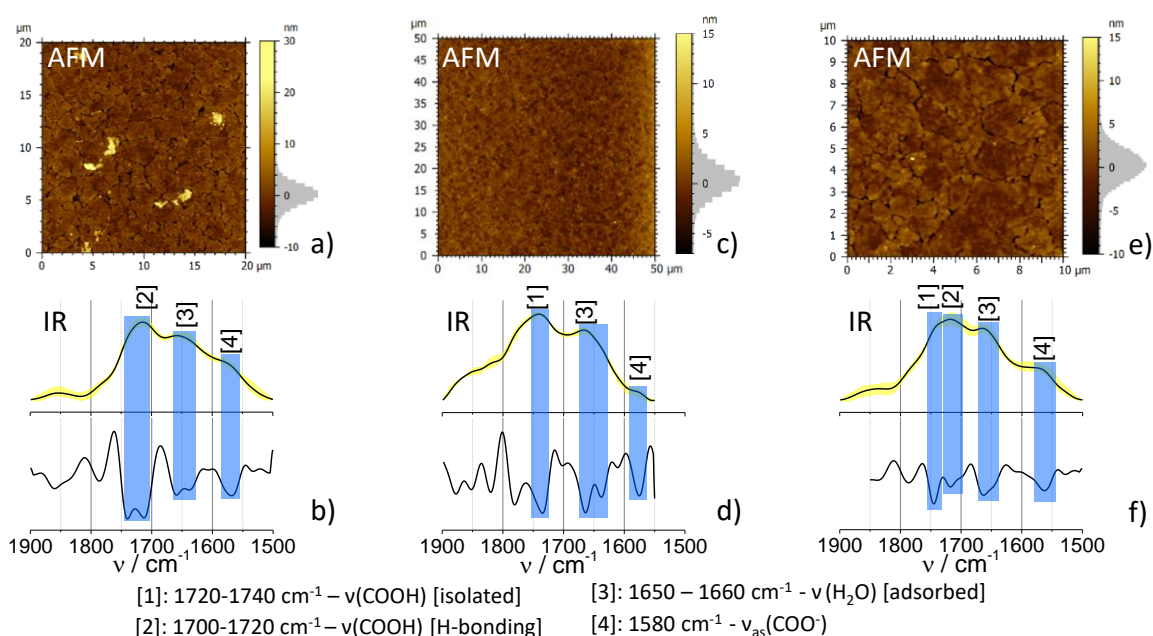 µm
nm
20
15
10
5
0
AFM
30
20
10
0
-10
0
5
10
15
20
µm
a)
µm
nm
50
45
40
35
30
25
20
15
10
5
0
AFM
15
10
5
0
-5
0
10
20
30
40
50
µm
c)
µm
nm
10
9
8
7
6
5
4
3
2
1
0
AFM
15
10
5
0
-5
-10
0
2
4
6
8
10
µm
e)
IR
[2]
[3]
[4]
b)
1900 1800 1700 1600 1500
ν / cm-1
IR
[1]
[3]
[4]
d)
1900 1800 1700 1600 1500
ν / cm-1
IR
[1]
[2]
[3]
[4]
f)
1900 1800 1700 1600 1500
ν / cm-1
[1]: 1720-1740 cm-1 – ν(COOH) [isolated]
[2]: 1700-1720 cm-1 – ν(COOH) [H-bonding]
[3]: 1650 – 1660 cm-1 - ν(H2O) [adsorbed]
[4]: 1580 cm-1 - νas(COO-)